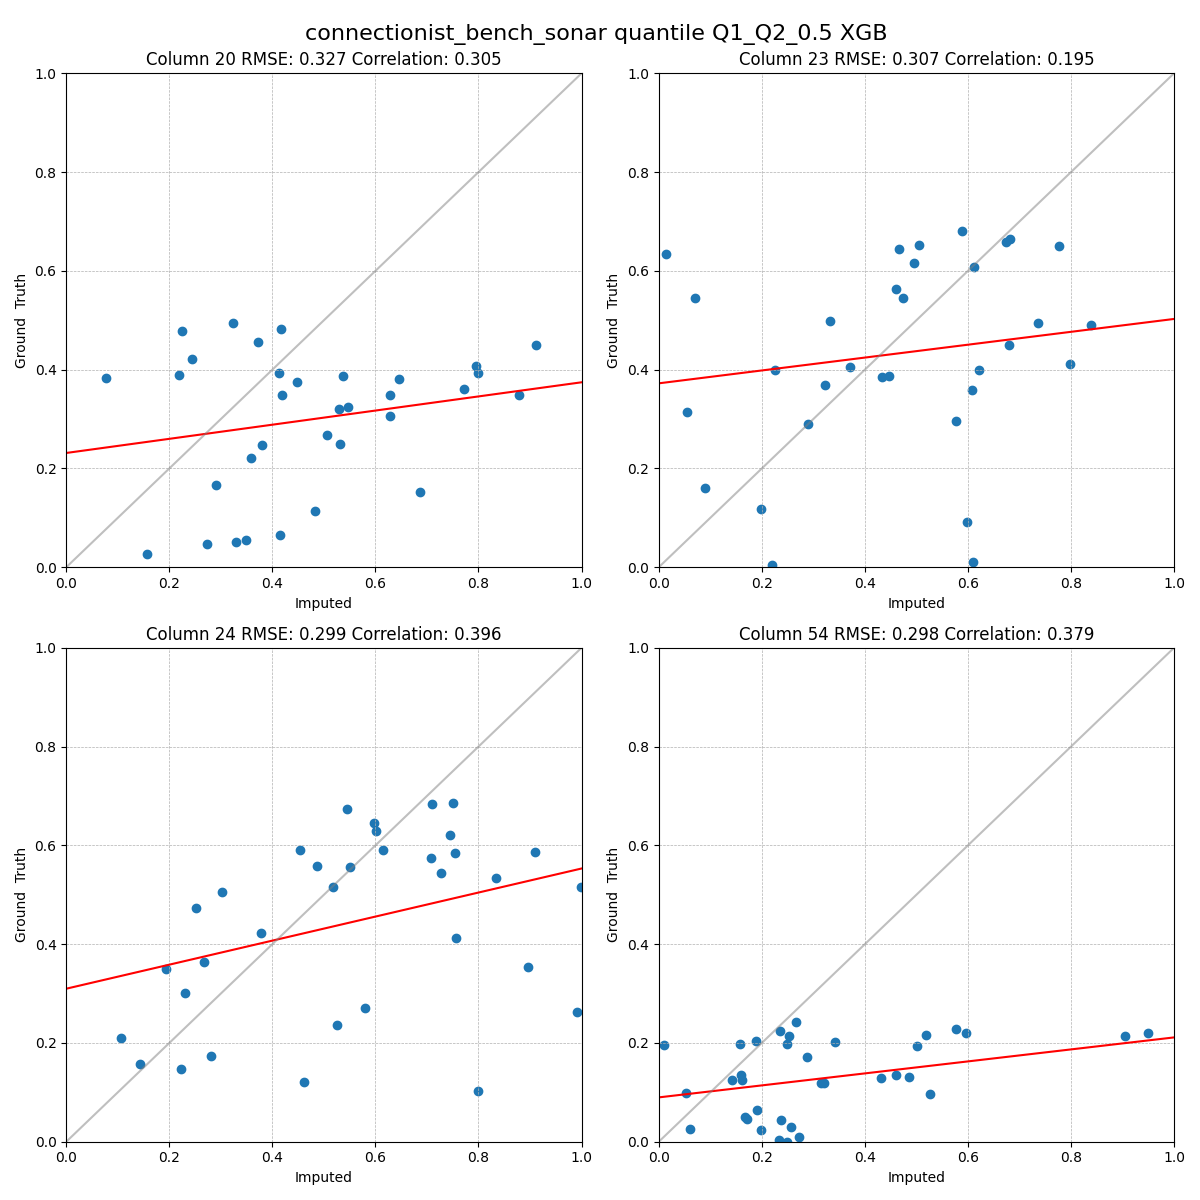 connectionist_bench_sonar quantile Q1_Q2_0.5 XGB
Column 20 RMSE: 0.327 Correlation: 0.305
1.0
0.8
0.6
0.4
0.2
0.0
Ground  Truth
0.0 0.2 0.4 0.6 0.8 1.0
Imputed
Column 23 RMSE: 0.307 Correlation: 0.195
1.0
0.8
0.6
0.4
0.2
0.0
Ground  Truth
0.0 0.2 0.4 0.6 0.8 1.0
Imputed
Column 24 RMSE: 0.299 Correlation: 0.396
1.0
0.8
0.6
0.4
0.2
0.0
Ground  Truth
0.0 0.2 0.4 0.6 0.8 1.0
Imputed
Column 54 RMSE: 0.298 Correlation: 0.379
1.0
0.8
0.6
0.4
0.2
0.0
Ground  Truth
0.0 0.2 0.4 0.6 0.8 1.0
Imputed